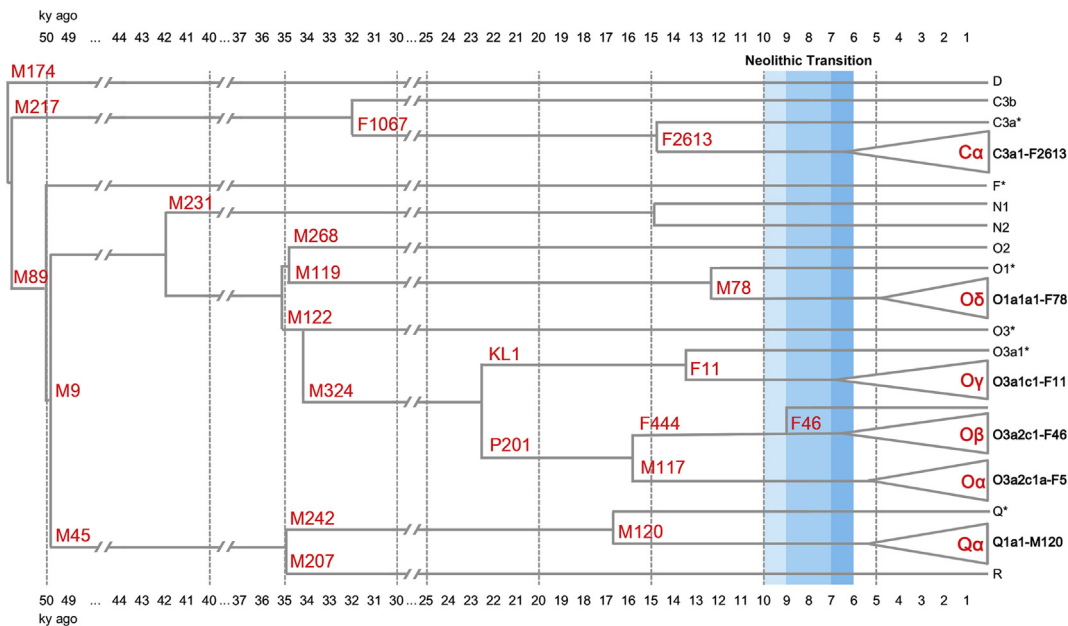 ky ago
50 49 ... 44 43 42 41 40 ...37 36 35 34 33 32 31 30 ...25 24 23 22 21 20 19 18 17 16 15 14 13 12 11 10 9 8 7 6 5 4 3 2 1
Neolithic Transition
M174
D
M217
C3b
F1067
C3a*
F2613
Cα C3a1-F2613
F*
M231
N1
N2
M268
O2
M89
M119
O1*
M78
Oδ O1a1a1-F78
M122
O3*
KL1
O3a1*
F11
M9
M324
Oγ O3a1c1-F11
F444
F46
P201
Oβ O3a2c1-F46
M117
Oα O3a2c1a-F5
M45
M242
Q*
M120
Qα Q1a1-M120
M207
R
50 49 ... 44 43 42 41 40 ...37 36 35 34 33 32 31 30 ...25 24 23 22 21 20 19 18 17 16 15 14 13 12 11 10 9 8 7 6 5 4 3 2 1
ky ago